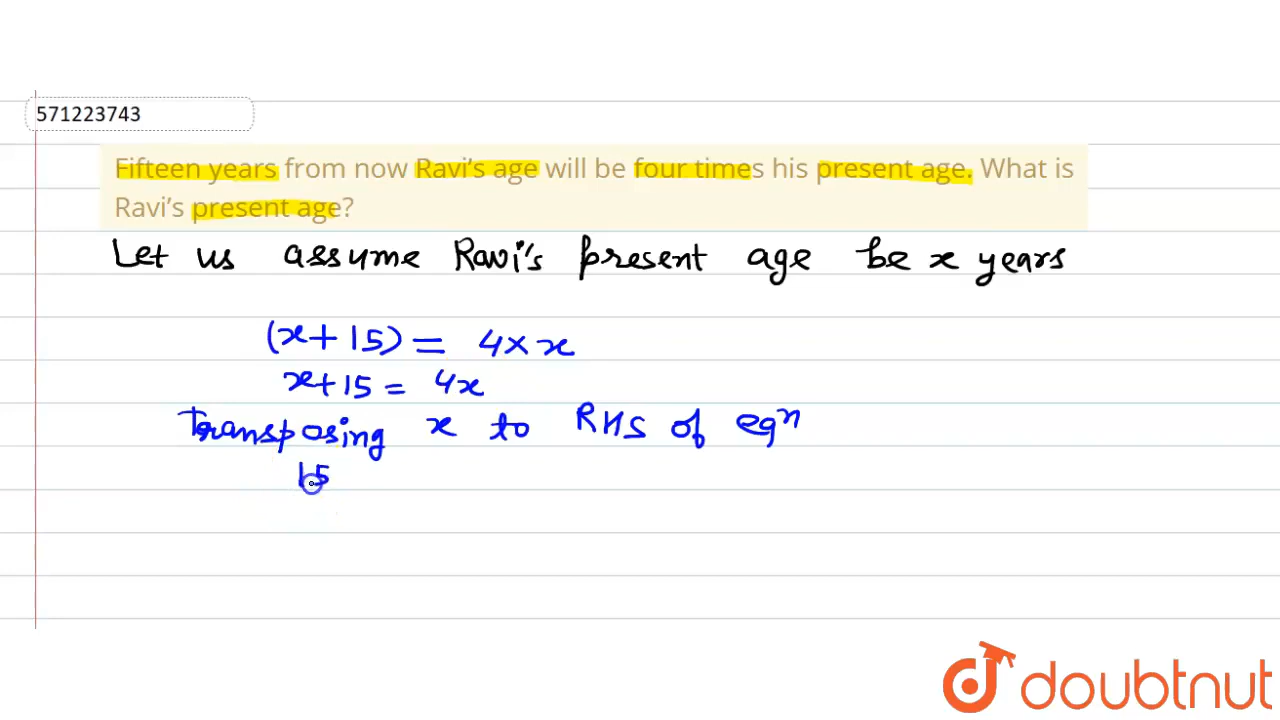 571223743
Fifteen years from now Ravi's age will be four times his present age. What is
Ravi's present age?
Let us assume Ravi's present age be x years
(x + 15) = 4 × x
x + 15 = 4x
Transposing x to RHS of eqⁿ
15
doubtnut